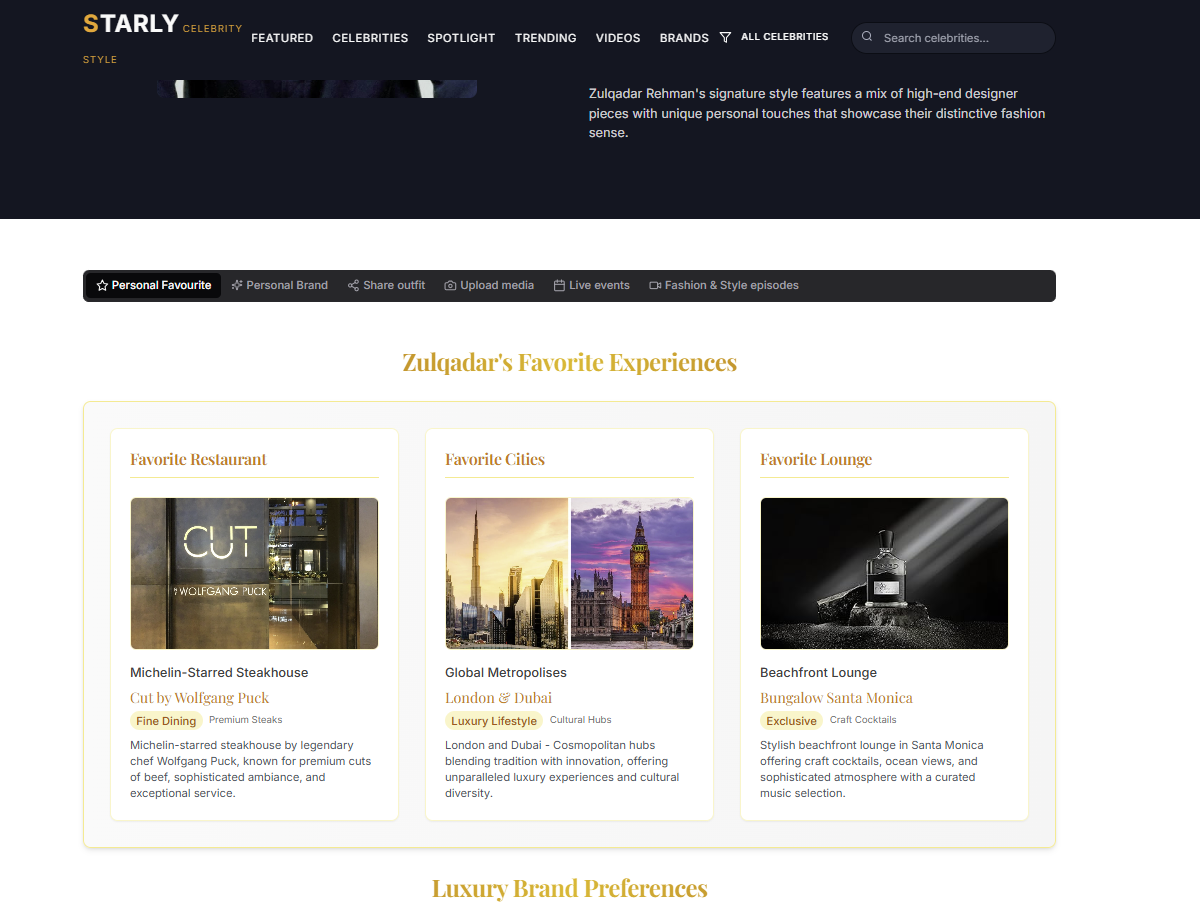 STARLY CELEBRITY
STYLE
FEATURED CELEBRITIES SPOTLIGHT TRENDING VIDEOS BRANDS ALL CELEBRITIES Search celebrities...
Zulqadar Rehman's signature style features a mix of high-end designer
pieces with unique personal touches that showcase their distinctive fashion
sense.
Personal Favourite Personal Brand Share outfit Upload media Live events Fashion & Style episodes
Zulqadar's Favorite Experiences
Favorite Restaurant
CUT
BY WOLFGANG PUCK
Michelin-Starred Steakhouse
Cut by Wolfgang Puck
Fine Dining Premium Steaks
Michelin-starred steakhouse by legendary
chef Wolfgang Puck, known for premium cuts
of beef, sophisticated ambiance, and
exceptional service.
Favorite Cities
Global Metropolises
London & Dubai
Luxury Lifestyle Cultural Hubs
London and Dubai - Cosmopolitan hubs
blending tradition with innovation, offering
unparalleled luxury experiences and cultural
diversity.
Favorite Lounge
Beachfront Lounge
Bungalow Santa Monica
Exclusive Craft Cocktails
Stylish beachfront lounge in Santa Monica
offering craft cocktails, ocean views, and
sophisticated atmosphere with a curated
music selection.
Luxury Brand Preferences